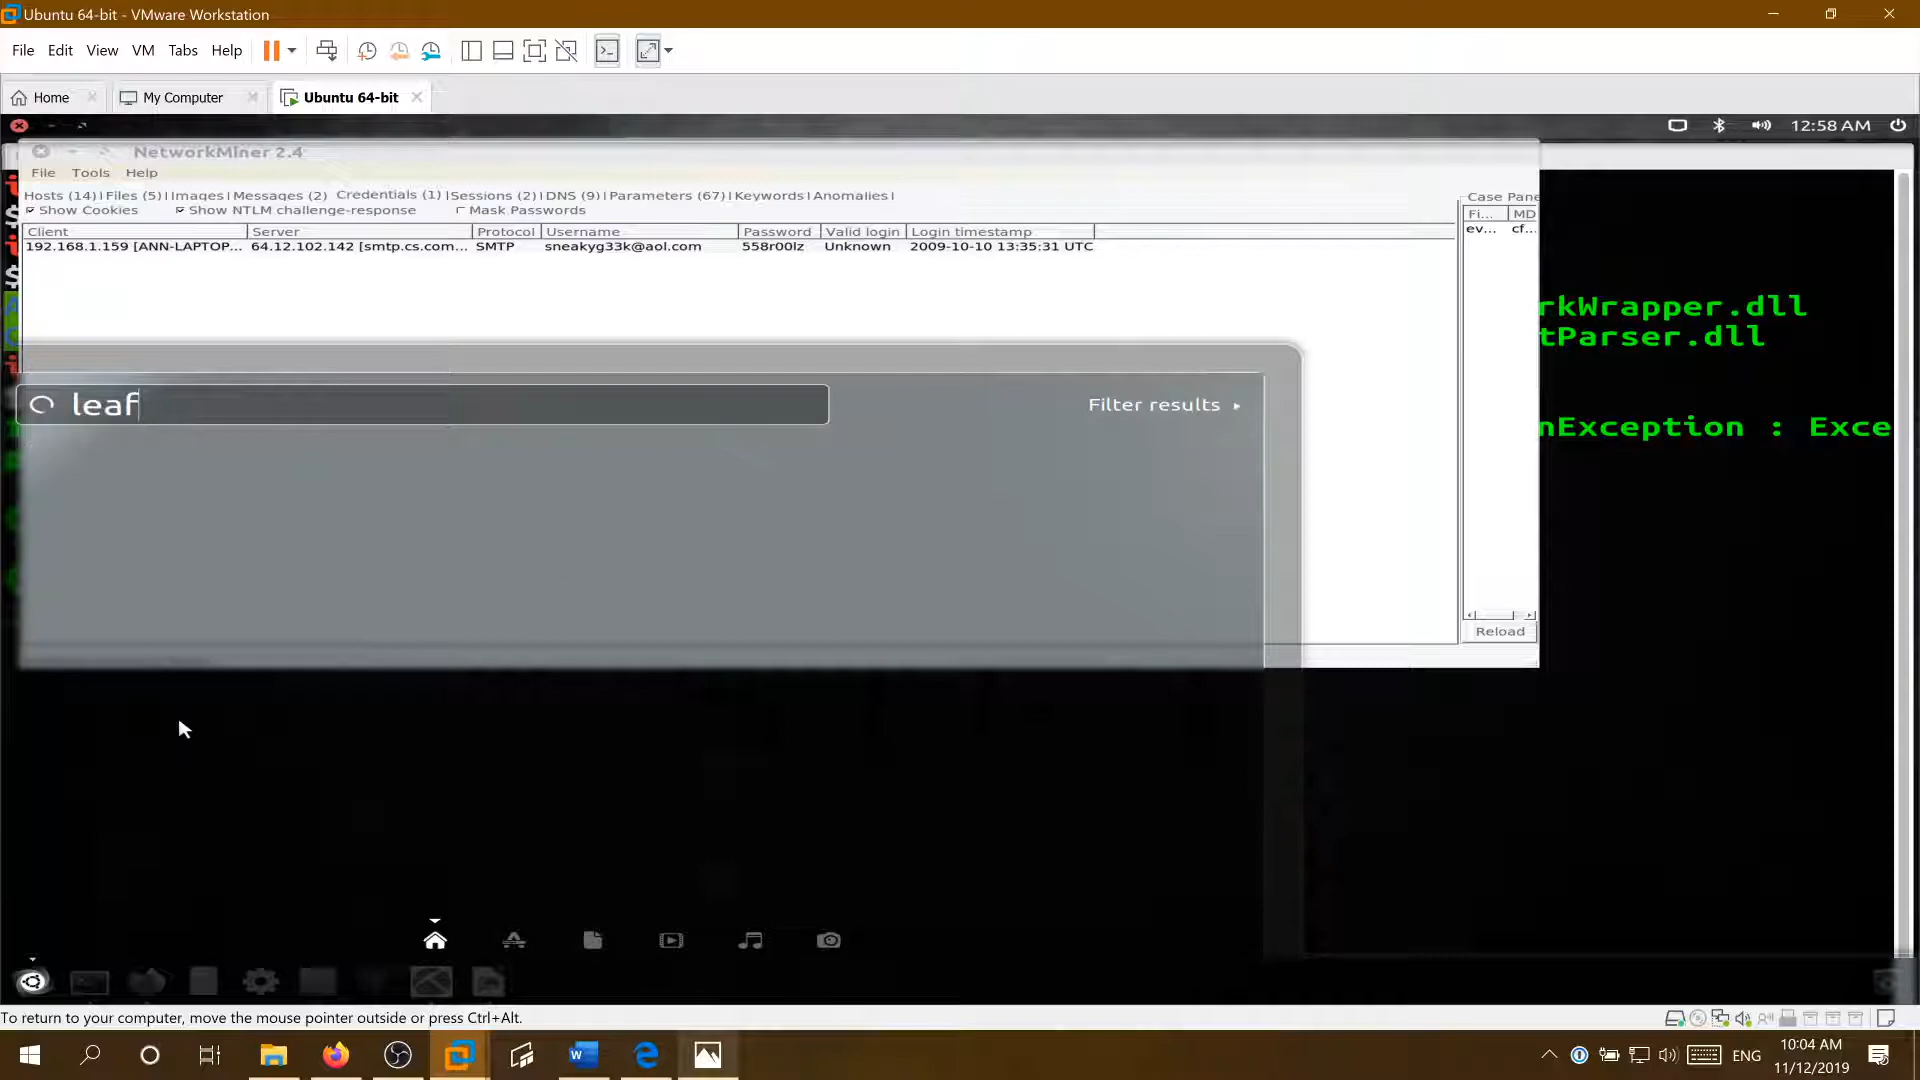 Ubuntu 64-bit - VMware Workstation
File Edit View VM Tabs Help
Home My Computer Ubuntu 64-bit
12:58 AM
NetworkMiner 2.4
File Tools Help
Hosts (14) Files (5) Images Messages (2) Credentials (1) Sessions (2) DNS (9) Parameters (67) Keywords Anomalies
Case Pane
Show Cookies Show NTLM challenge-response Mask Passwords
Fi... MD
Client Server Protocol Username Password Valid login Login timestamp
ev... cf...
192.168.1.159 [ANN-LAPTOP... 64.12.102.142 [smtp.cs.com... SMTP sneakyg33k@aol.com 558r00lz Unknown 2009-10-10 13:35:31 UTC
rkWrapper.dll
tParser.dll
leaf
Filter results
nException : Exce
Reload
To return to your computer, move the mouse pointer outside or press Ctrl+Alt.
ENG
10:04 AM
11/12/2019